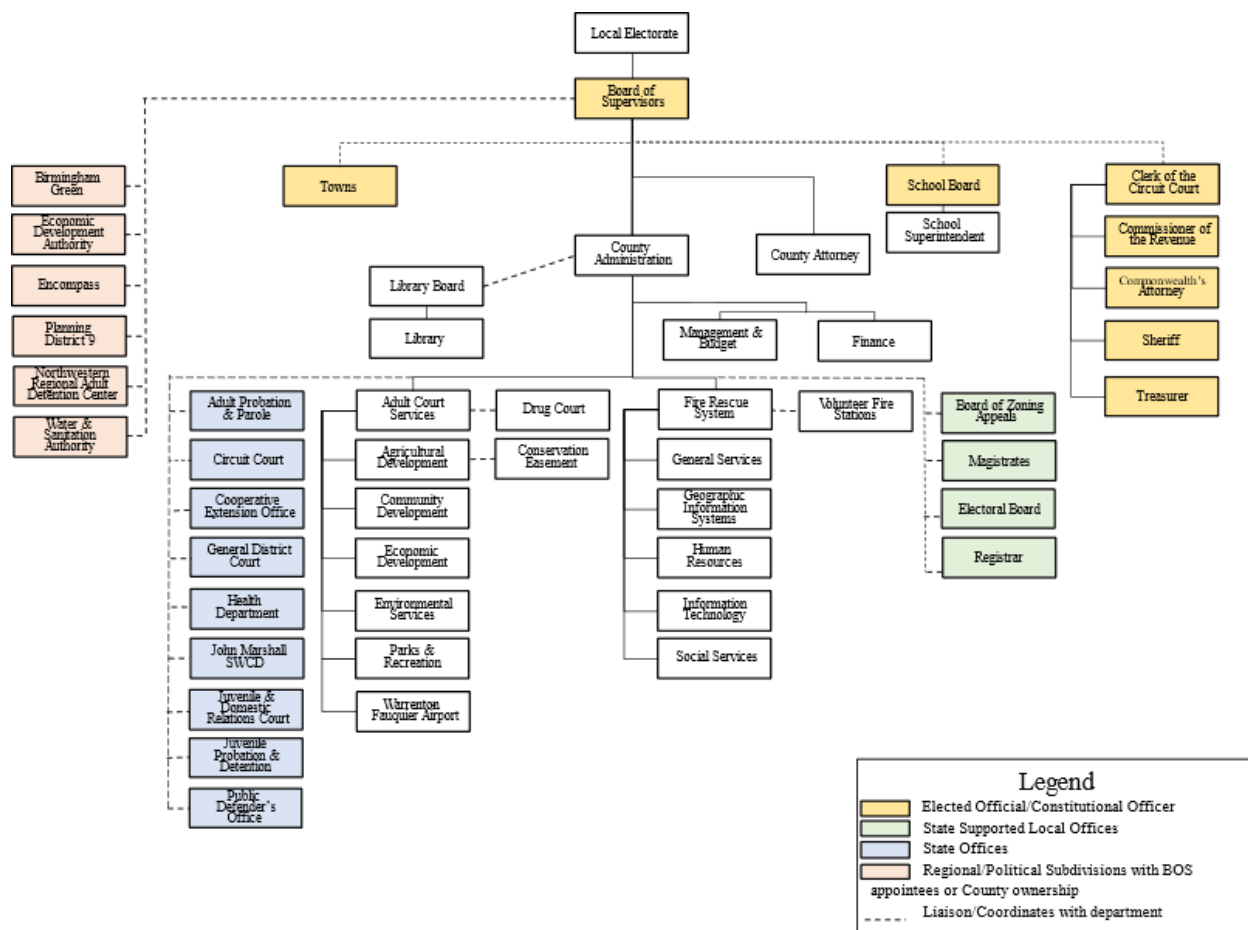 Local Electorate
Board of
Supervisors
Birmingham
Green
Economic
Development
Authority
Encompass
Planning
District 9
Northwestern
Regional Adult
Detention Center
Water &
Sanitation
Authority
Towns
School Board
School
Superintendent
Clerk of the
Circuit Court
Commissioner of
the Revenue
Commonwealth's
Attorney
Sheriff
Treasurer
County
Administration
County Attorney
Library Board
Library
Management &
Budget
Finance
Adult Probation
& Parole
Circuit Court
Cooperative
Extension Office
General District
Court
Health
Department
John Marshall
SWCD
Juvenile &
Domestic
Relations Court
Juvenile
Probation &
Detention
Public
Defender's
Office
Adult Court
Services
Drug Court
Agricultural
Development
Conservation
Easement
Community
Development
Economic
Development
Environmental
Services
Parks &
Recreation
Warrenton
Fauquier Airport
Fire Rescue
System
Volunteer Fire
Stations
General Services
Geographic
Information
Systems
Human
Resources
Information
Technology
Social Services
Board of Zoning
Appeals
Magistrates
Electoral Board
Registrar
Legend
Elected Official/Constitutional Officer
State Supported Local Offices
State Offices
Regional/Political Subdivisions with BOS
appointees or County ownership
Liaison/Coordinates with department